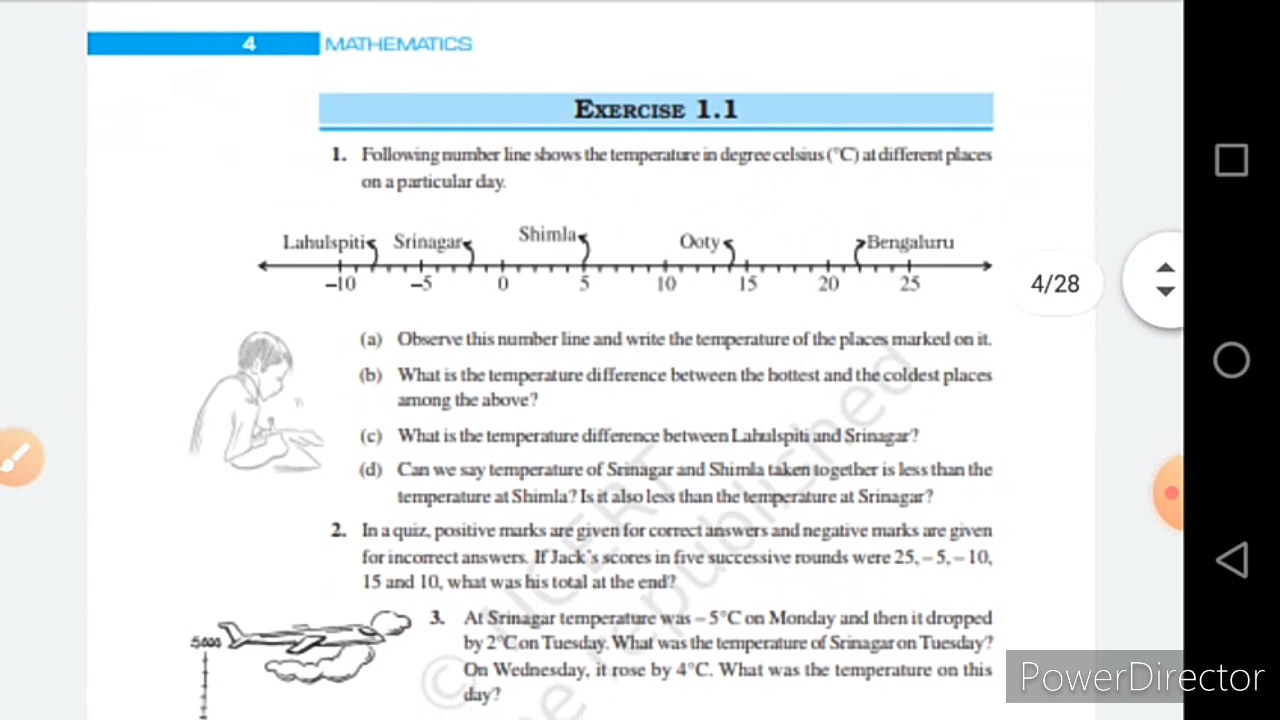 4 MATHEMATICS
EXERCISE 1.1
1. Following number line shows the temperature in degree celsius (°C) at different places
on a particular day.
Lahulspiti Srinagar Shimla Ooty Bengaluru
–10 –5 0 5 10 15 20 25
4/28
(a) Observe this number line and write the temperature of the places marked on it.
(b) What is the temperature difference between the hottest and the coldest places
among the above?
(c) What is the temperature difference between Lahulspiti and Srinagar?
(d) Can we say temperature of Srinagar and Shimla taken together is less than the
temperature at Shimla? Is it also less than the temperature at Srinagar?
2. In a quiz, positive marks are given for correct answers and negative marks are given
for incorrect answers. If Jack's scores in five successive rounds were 25, – 5, – 10,
15 and 10, what was his total at the end?
3. At Srinagar temperature was – 5°C on Monday and then it dropped
by 2°C on Tuesday. What was the temperature of Srinagar on Tuesday?
On Wednesday, it rose by 4°C. What was the temperature on this
day?
5000
© NCERT
republished
PowerDirector